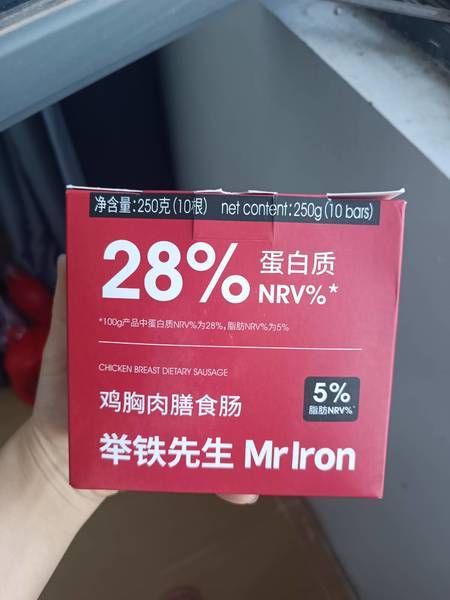 净含量:250克(10根) net content:250g(10 bars)
28% 蛋白质
NRV%*
*100g产品中蛋白质NRV%为28%,脂肪NRV%为5%
CHICKEN BREAST DIETARY SAUSAGE
鸡胸肉膳食肠
5%
脂肪NRV%*
举铁先生 MrIron